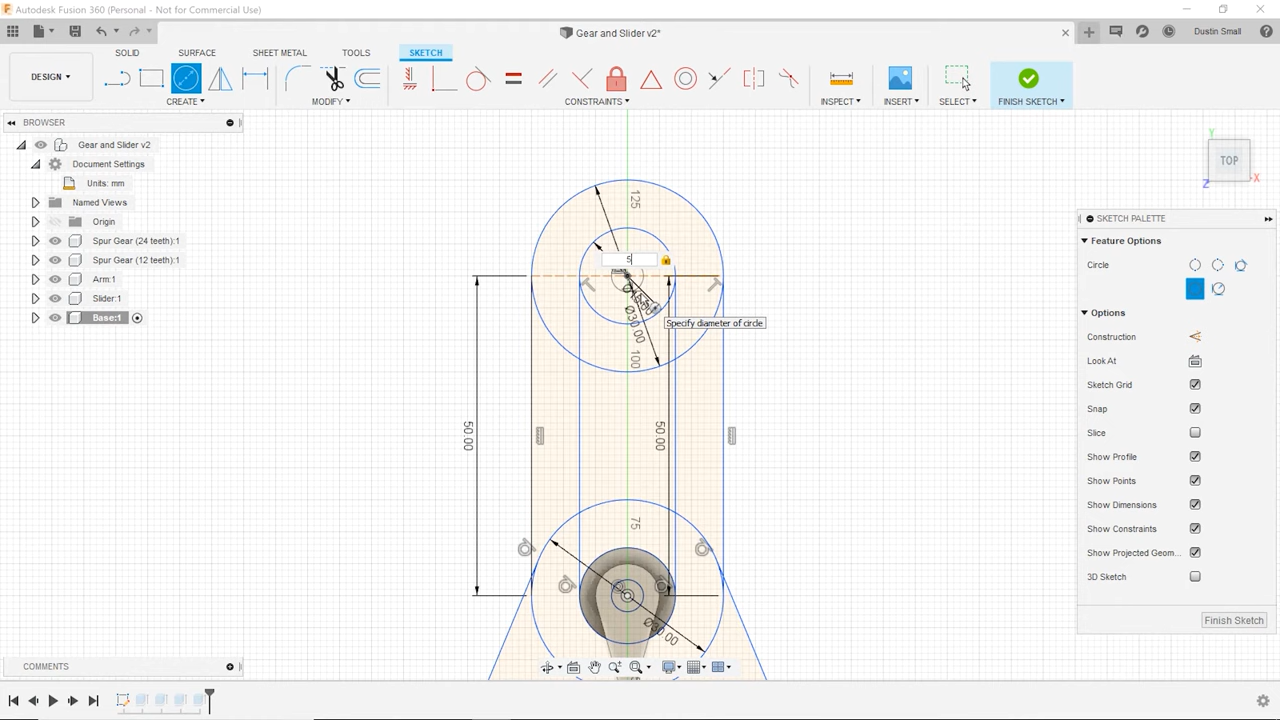 Autodesk Fusion 360 (Personal - Not for Commercial Use)
Gear and Slider v2*
Dustin Small
SOLID SURFACE SHEET METAL TOOLS SKETCH
DESIGN
CREATE MODIFY CONSTRAINTS INSPECT INSERT SELECT FINISH SKETCH
BROWSER
Gear and Slider v2
Document Settings
Units: mm
Named Views
Origin
Spur Gear (24 teeth):1
Spur Gear (12 teeth):1
Arm:1
Slider:1
Base:1
TOP
Y
X
Z
125
5
Specify diameter of circle
Ø30.00
100
50.00
50.00
75
Ø30.00
SKETCH PALETTE
Feature Options
Circle
Options
Construction
Look At
Sketch Grid
Snap
Slice
Show Profile
Show Points
Show Dimensions
Show Constraints
Show Projected Geom...
3D Sketch
Finish Sketch
COMMENTS